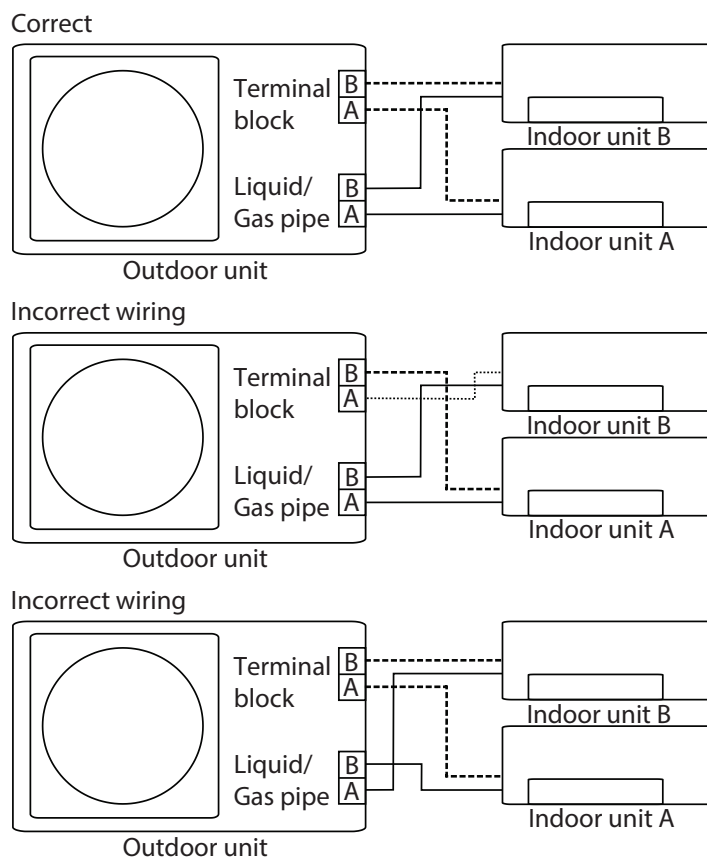 Correct
Terminal
block
B
A
Liquid/
Gas pipe
B
A
Outdoor unit
Indoor unit B
Indoor unit A
Incorrect wiring
Terminal
block
B
A
Liquid/
Gas pipe
B
A
Outdoor unit
Indoor unit B
Indoor unit A
Incorrect wiring
Terminal
block
B
A
Liquid/
Gas pipe
B
A
Outdoor unit
Indoor unit B
Indoor unit A